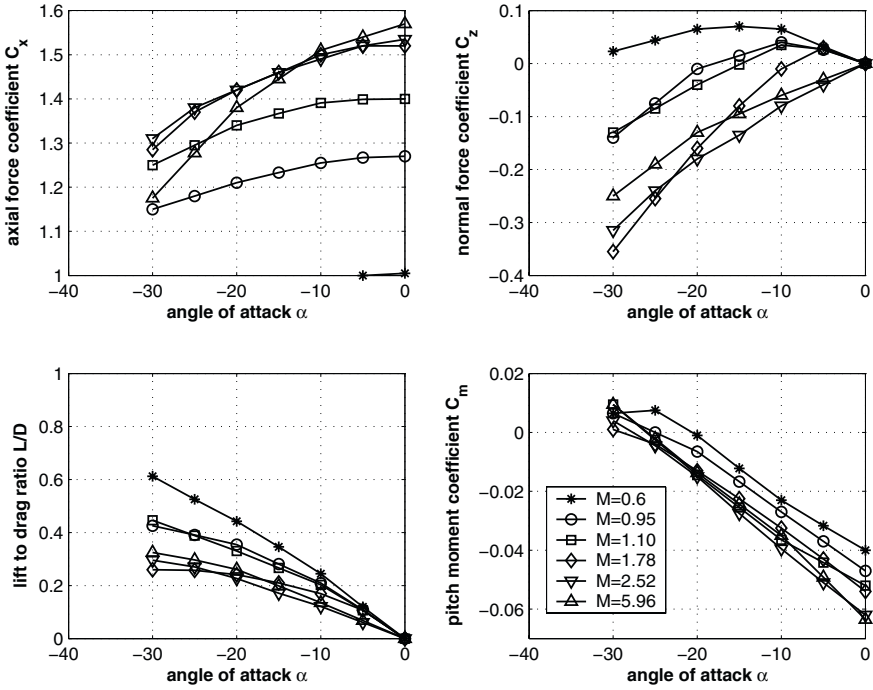 axial force coefficient Cx
1.6
1.5
1.4
1.3
1.2
1.1
1
−40 −30 −20 −10 0
angle of attack α
normal force coefficient Cz
0.1
0
−0.1
−0.2
−0.3
−0.4
−40 −30 −20 −10 0
angle of attack α
lift to drag ratio L/D
1
0.8
0.6
0.4
0.2
0
−40 −30 −20 −10 0
angle of attack α
pitch moment coefficient Cm
0.02
0
−0.02
−0.04
−0.06
−40 −30 −20 −10 0
angle of attack α
M=0.6
M=0.95
M=1.10
M=1.78
M=2.52
M=5.96